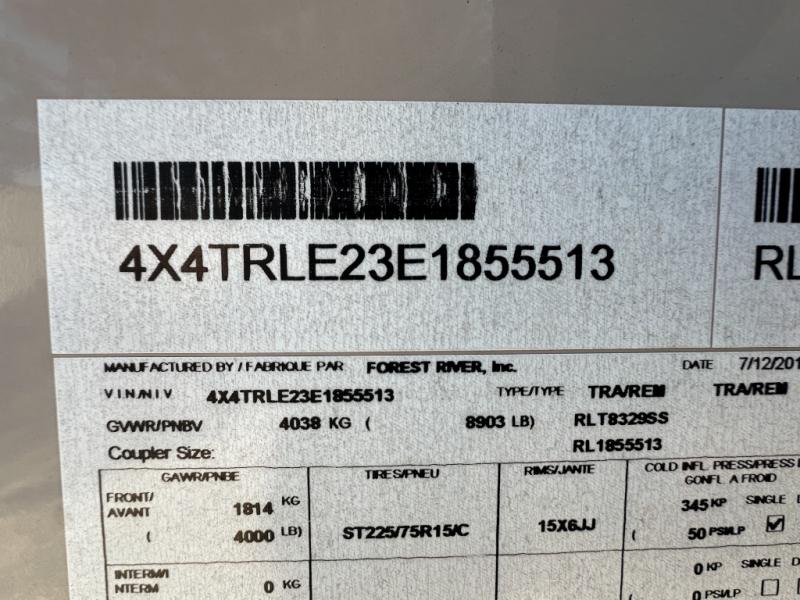 4X4TRLE23E1855513
RL
MANUFACTURED BY / FABRIQUE PAR FOREST RIVER, Inc. DATE 7/12/201
V I N / N I V 4X4TRLE23E1855513 TYPE/TYPE TRA/REM TRA/REM
GVWR/PNBV 4038 KG ( 8903 LB) RLT8329SS
Coupler Size: RL1855513
GAWR/PNBE TIRES/PNEU RIMS/JANTE COLD INFL. PRESS/PRESS
GONFL. A FROID
FRONT/
AVANT 1814 KG 345 KP SINGLE
( 4000 LB) ST225/75R15/C 15X6JJ ( 50 PSI/LP
INTERM/I
NTERM 0 KG 0 KP SINGLE
0 PSI/LP